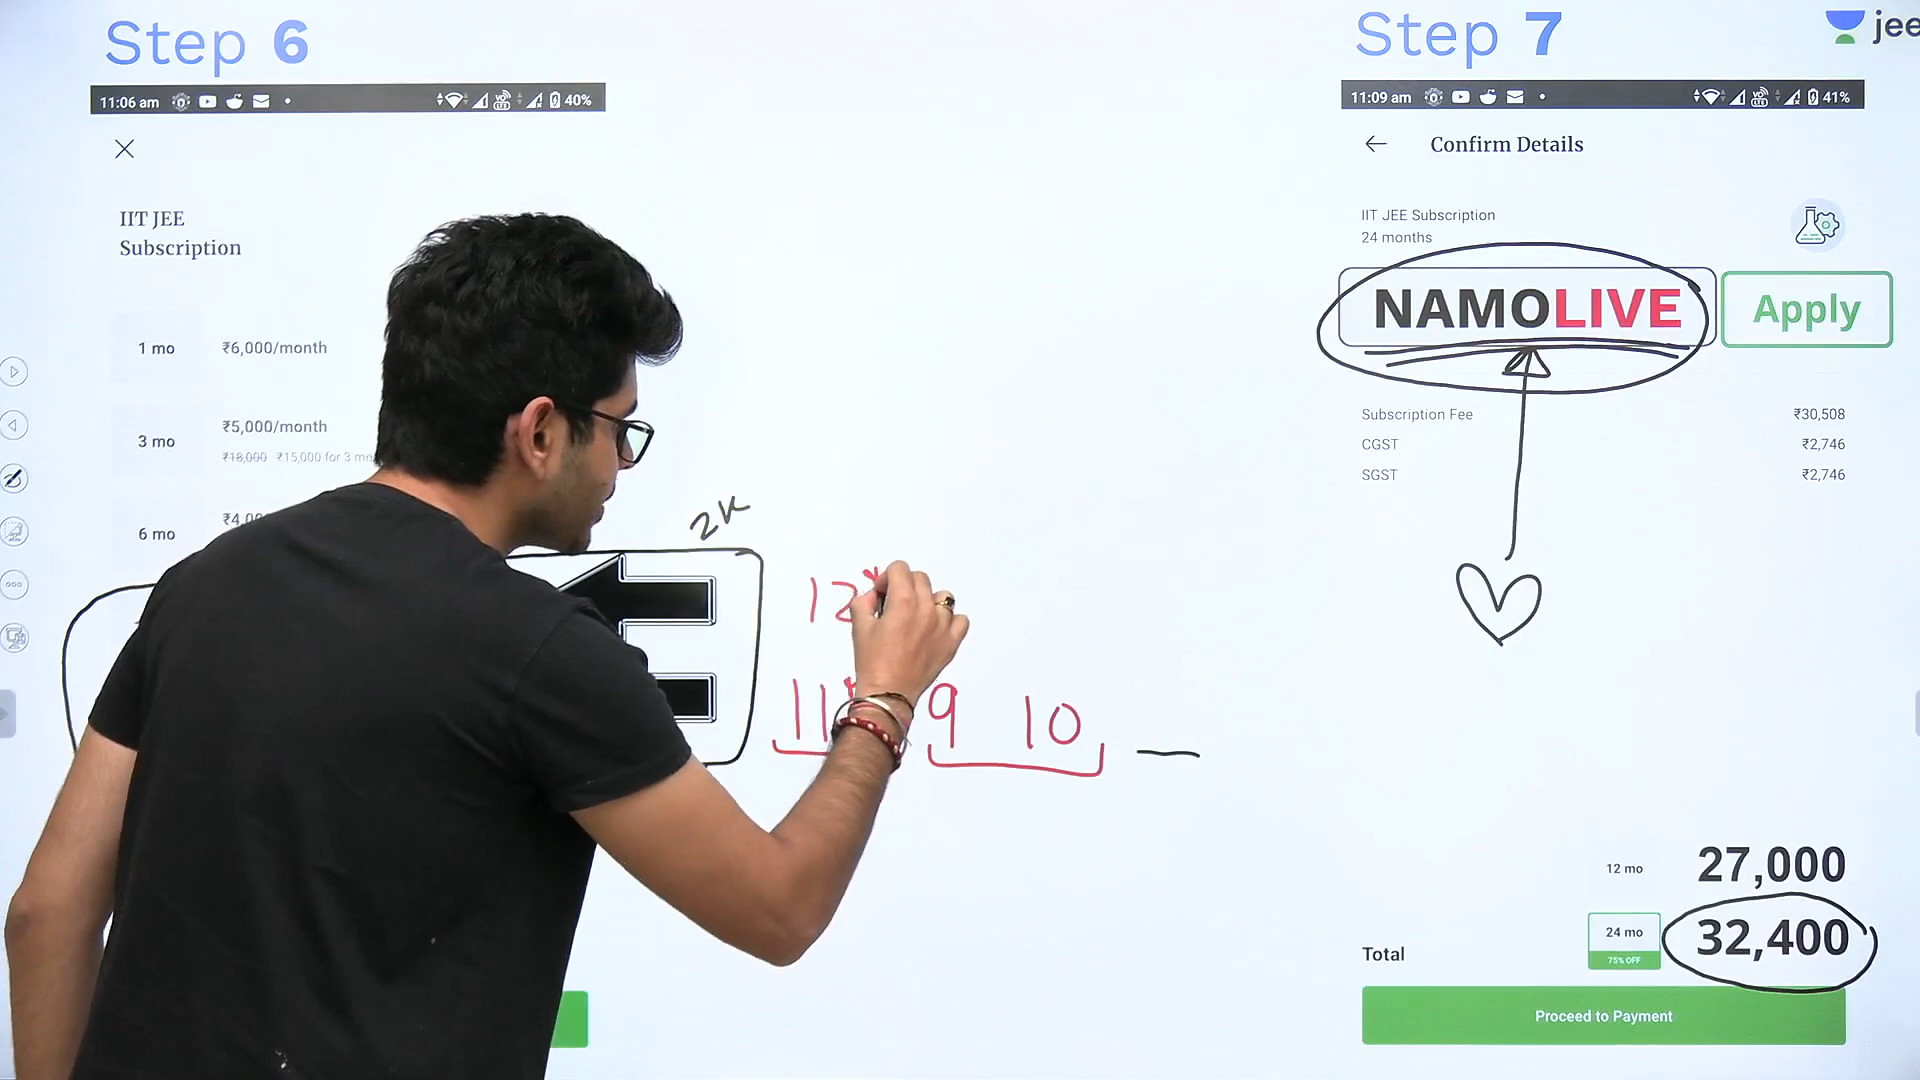 Step 6
11:06 am
40%
IIT JEE
Subscription
1 mo ₹6,000/month
3 mo ₹5,000/month
₹18,000 ₹15,000 for 3
6 mo
2K
12
11 9 10
Step 7
jee
11:09 am
41%
Confirm Details
IIT JEE Subscription
24 months
NAMOLIVE
Apply
Subscription Fee ₹30,508
CGST ₹2,746
SGST ₹2,746
12 mo 27,000
Total 24 mo 32,400
75% OFF
Proceed to Payment